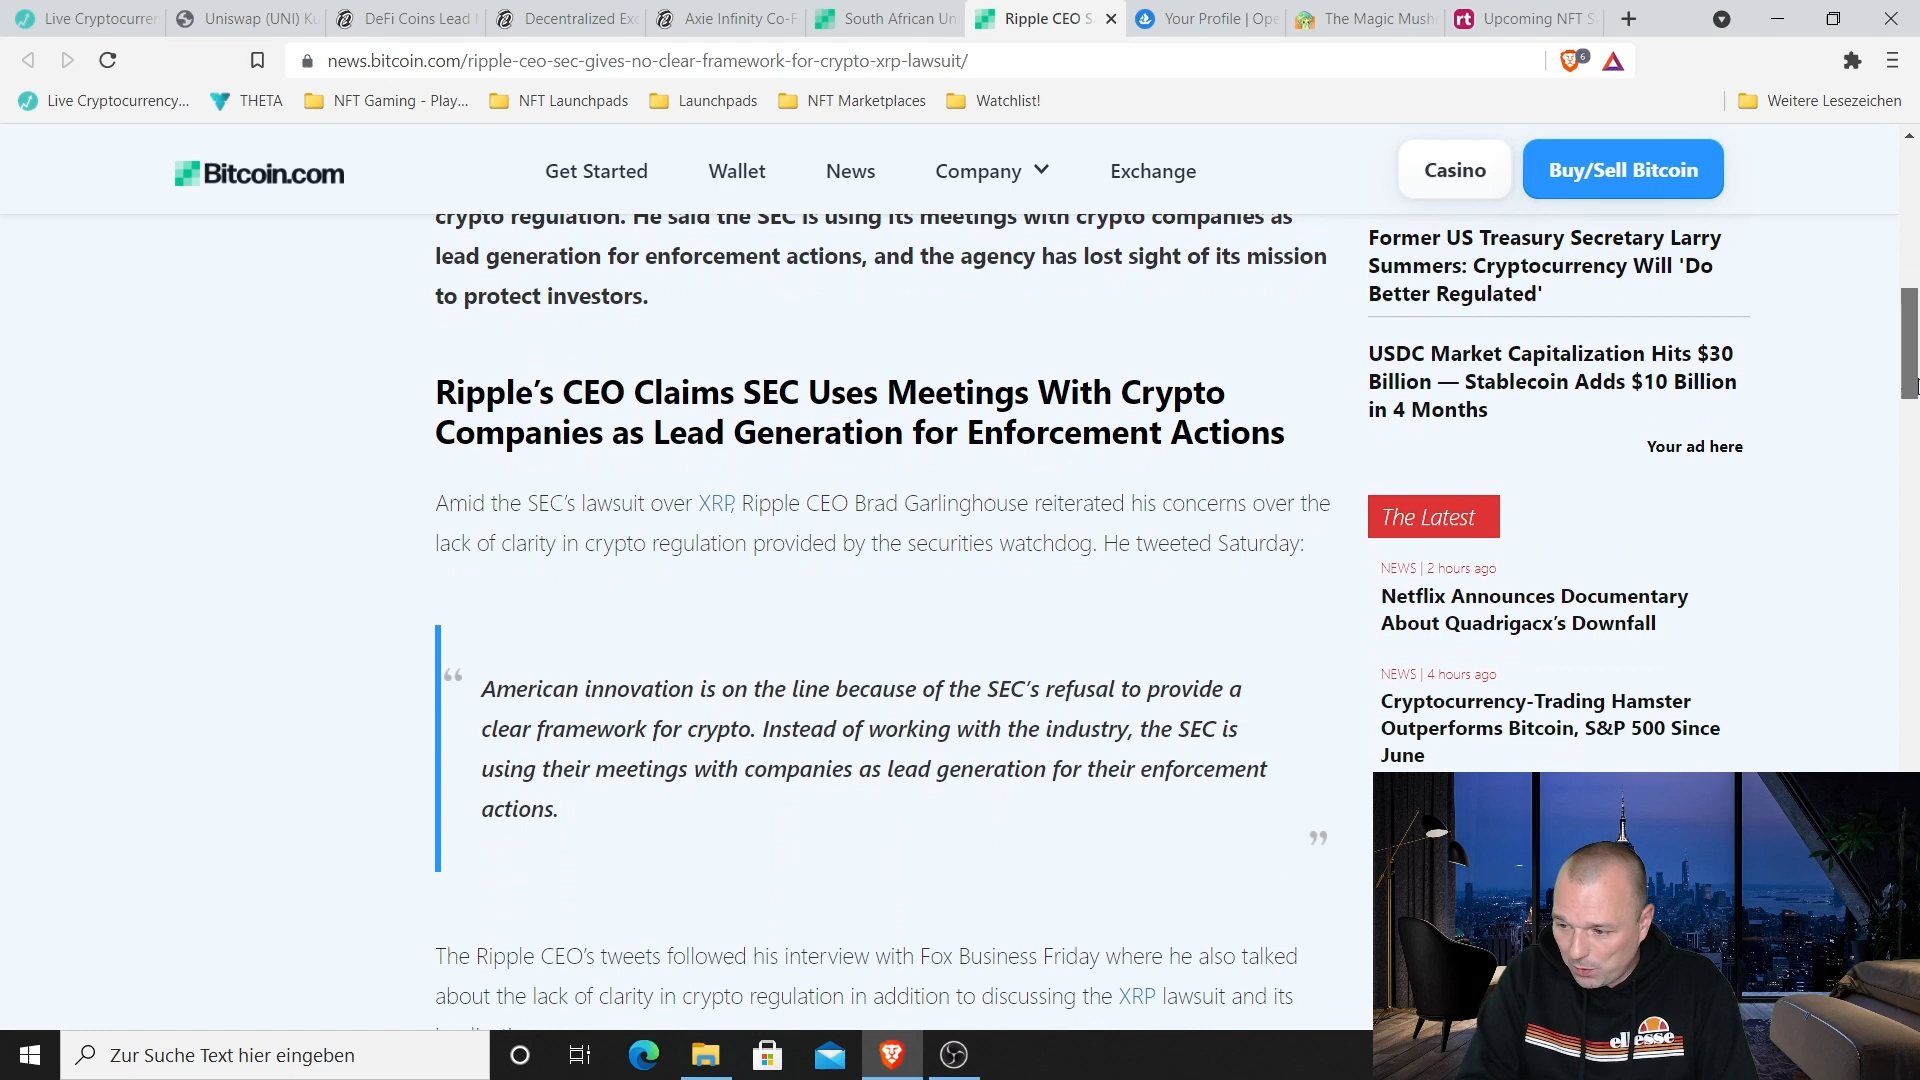 Live Cryptocurrer
Uniswap (UNI) Ku
DeFi Coins Lead
Decentralized Exc
Axie Infinity Co-F
South African Un
Ripple CEO S
Your Profile | Ope
The Magic Mush
rt
Upcoming NFT S
news.bitcoin.com/ripple-ceo-sec-gives-no-clear-framework-for-crypto-xrp-lawsuit/
6
Live Cryptocurrency...
THETA
NFT Gaming - Play...
NFT Launchpads
Launchpads
NFT Marketplaces
Watchlist!
Weitere Lesezeichen
Bitcoin.com
Get Started
Wallet
News
Company
Exchange
Casino
Buy/Sell Bitcoin
crypto regulation. He said the SEC is using its meetings with crypto companies as
lead generation for enforcement actions, and the agency has lost sight of its mission
to protect investors.
Ripple’s CEO Claims SEC Uses Meetings With Crypto
Companies as Lead Generation for Enforcement Actions
Amid the SEC’s lawsuit over XRP, Ripple CEO Brad Garlinghouse reiterated his concerns over the
lack of clarity in crypto regulation provided by the securities watchdog. He tweeted Saturday:
“
American innovation is on the line because of the SEC’s refusal to provide a
clear framework for crypto. Instead of working with the industry, the SEC is
using their meetings with companies as lead generation for their enforcement
actions.
”
The Ripple CEO’s tweets followed his interview with Fox Business Friday where he also talked
about the lack of clarity in crypto regulation in addition to discussing the XRP lawsuit and its
Former US Treasury Secretary Larry
Summers: Cryptocurrency Will 'Do
Better Regulated'
USDC Market Capitalization Hits $30
Billion — Stablecoin Adds $10 Billion
in 4 Months
Your ad here
The Latest
NEWS | 2 hours ago
Netflix Announces Documentary
About Quadrigacx’s Downfall
NEWS | 4 hours ago
Cryptocurrency-Trading Hamster
Outperforms Bitcoin, S&P 500 Since
June
ellesse
Zur Suche Text hier eingeben